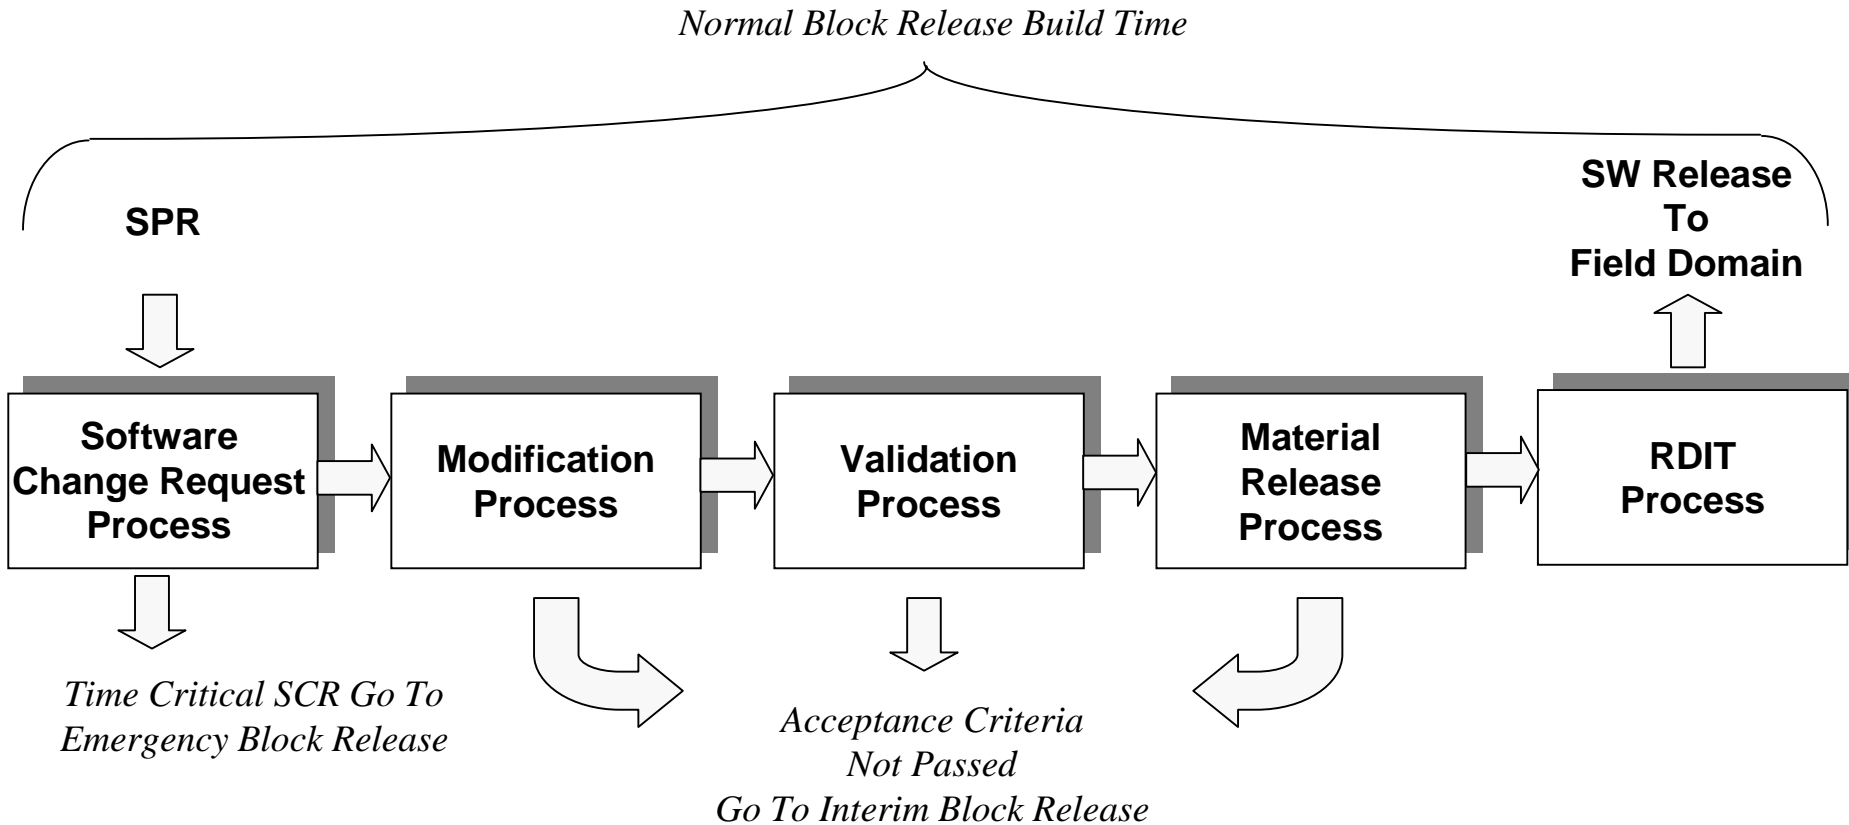 Normal Block Release Build Time
SPR
SW Release
To
Field Domain
Software
Change Request
Process
Modification
Process
Validation
Process
Material
Release
Process
RDIT
Process
Time Critical SCR Go To
Emergency Block Release
Acceptance Criteria
Not Passed
Go To Interim Block Release